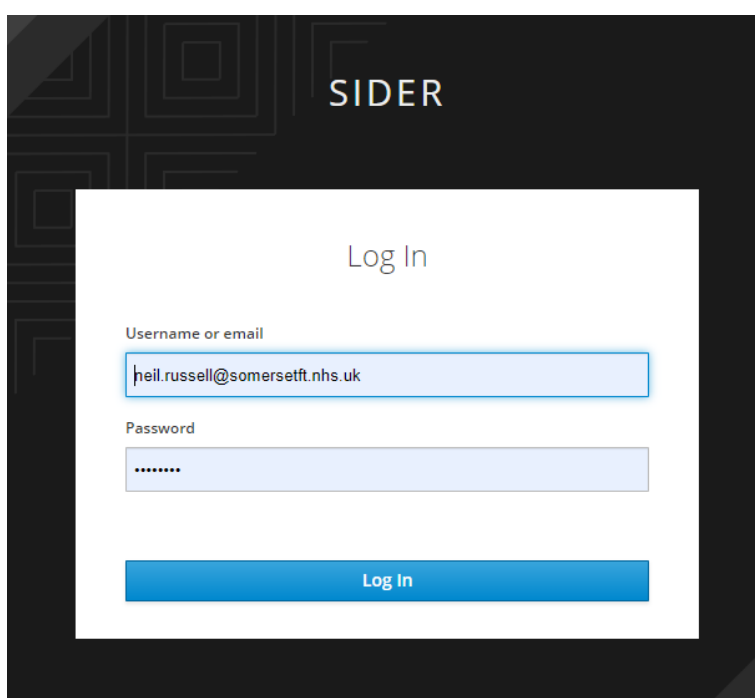 SIDER
Log In
Username or email
neil.russell@somersetft.nhs.uk
Password
••••••••
Log In